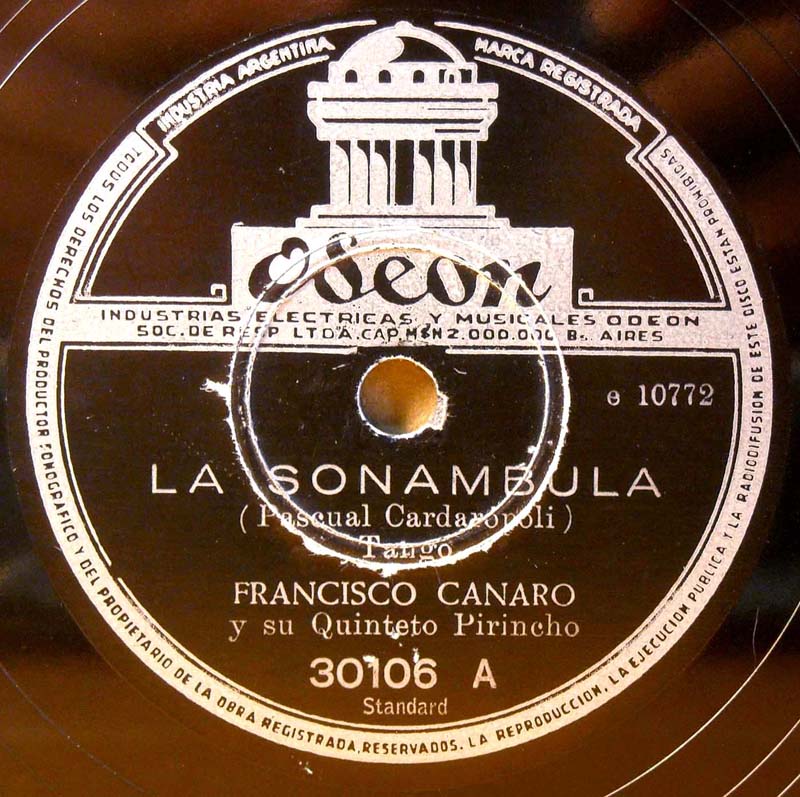 INDUSTRIA ARGENTINA
MARCA REGISTRADA
Odeon
INDUSTRIAS ELECTRICAS Y MUSICALES ODEON
SOC. DE RESP LTDA. CAP. M$N 2.000.000 Bs. AIRES
e 10772
LA SONAMBULA
(Pascual Cardaropoli)
Tango
FRANCISCO CANARO
y su Quinteto Pirincho
30106 A
Standard
TODOS LOS DERECHOS DEL PRODUCTOR FONOGRAFICO Y DEL PROPIETARIO DE LA OBRA REGISTRADA, RESERVADOS. LA REPRODUCCION, LA EJECUCION PUBLICA Y LA RADIODIFUSION DE ESTE DISCO ESTAN PROHIBIDAS